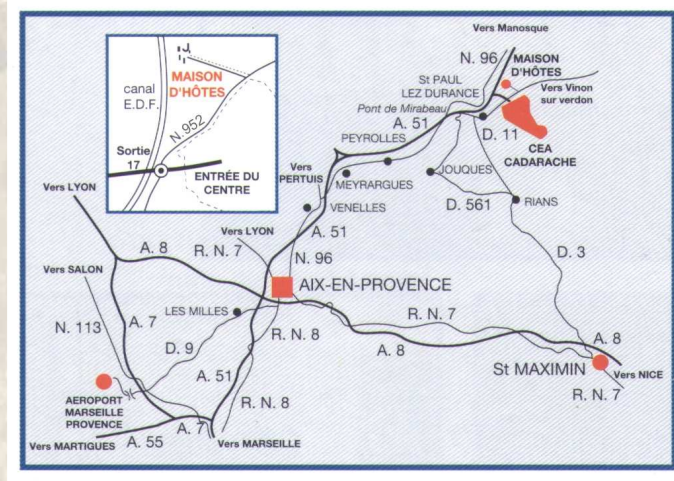 Vers Manosque
N. 96
MAISON
D'HÔTES
St PAUL
LEZ DURANCE
Vers Vinon
sur verdon
Pont de Mirabeau
A. 51
D. 11
CEA
CADARACHE
PEYROLLES
JOUQUES
Vers
PERTUIS
MEYRARGUES
D. 561
RIANS
VENELLES
A. 51
canal
E.D.F.
MAISON
D'HÔTES
N. 952
Sortie
17
ENTRÉE DU
CENTRE
Vers LYON
Vers LYON
A. 8
R. N. 7
N. 96
D. 3
Vers SALON
AIX-EN-PROVENCE
N. 113
A. 7
LES MILLES
R. N. 8
R. N. 7
A. 8
A. 8
D. 9
A. 51
St MAXIMIN
Vers NICE
R. N. 7
AEROPORT
MARSEILLE
PROVENCE
R. N. 8
A. 7
Vers MARTIGUES
A. 55
Vers MARSEILLE